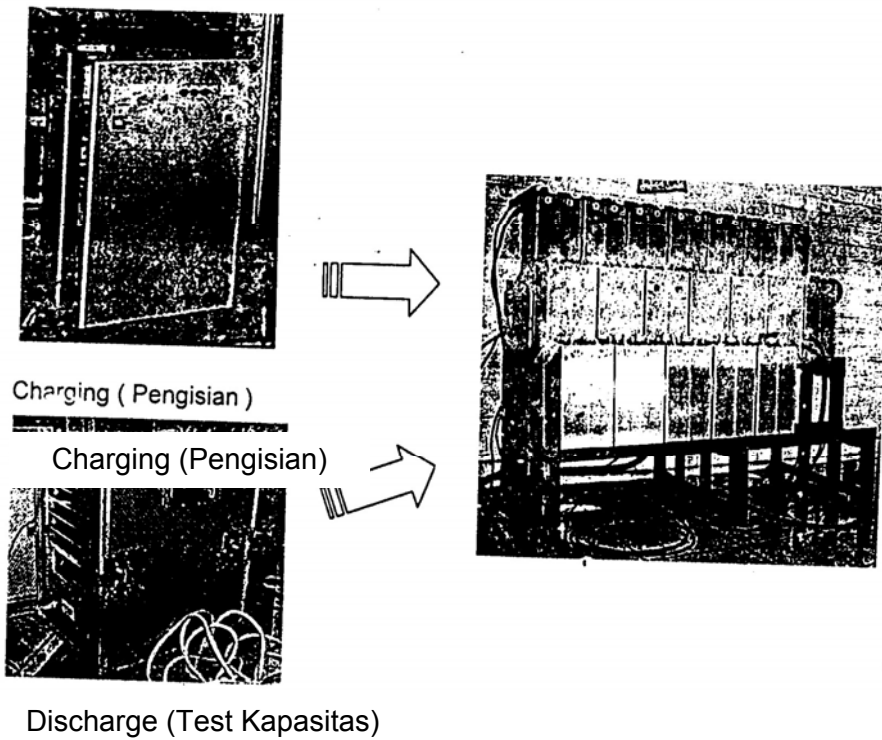 Charging ( Pengisian )
Charging (Pengisian)
Discharge (Test Kapasitas)